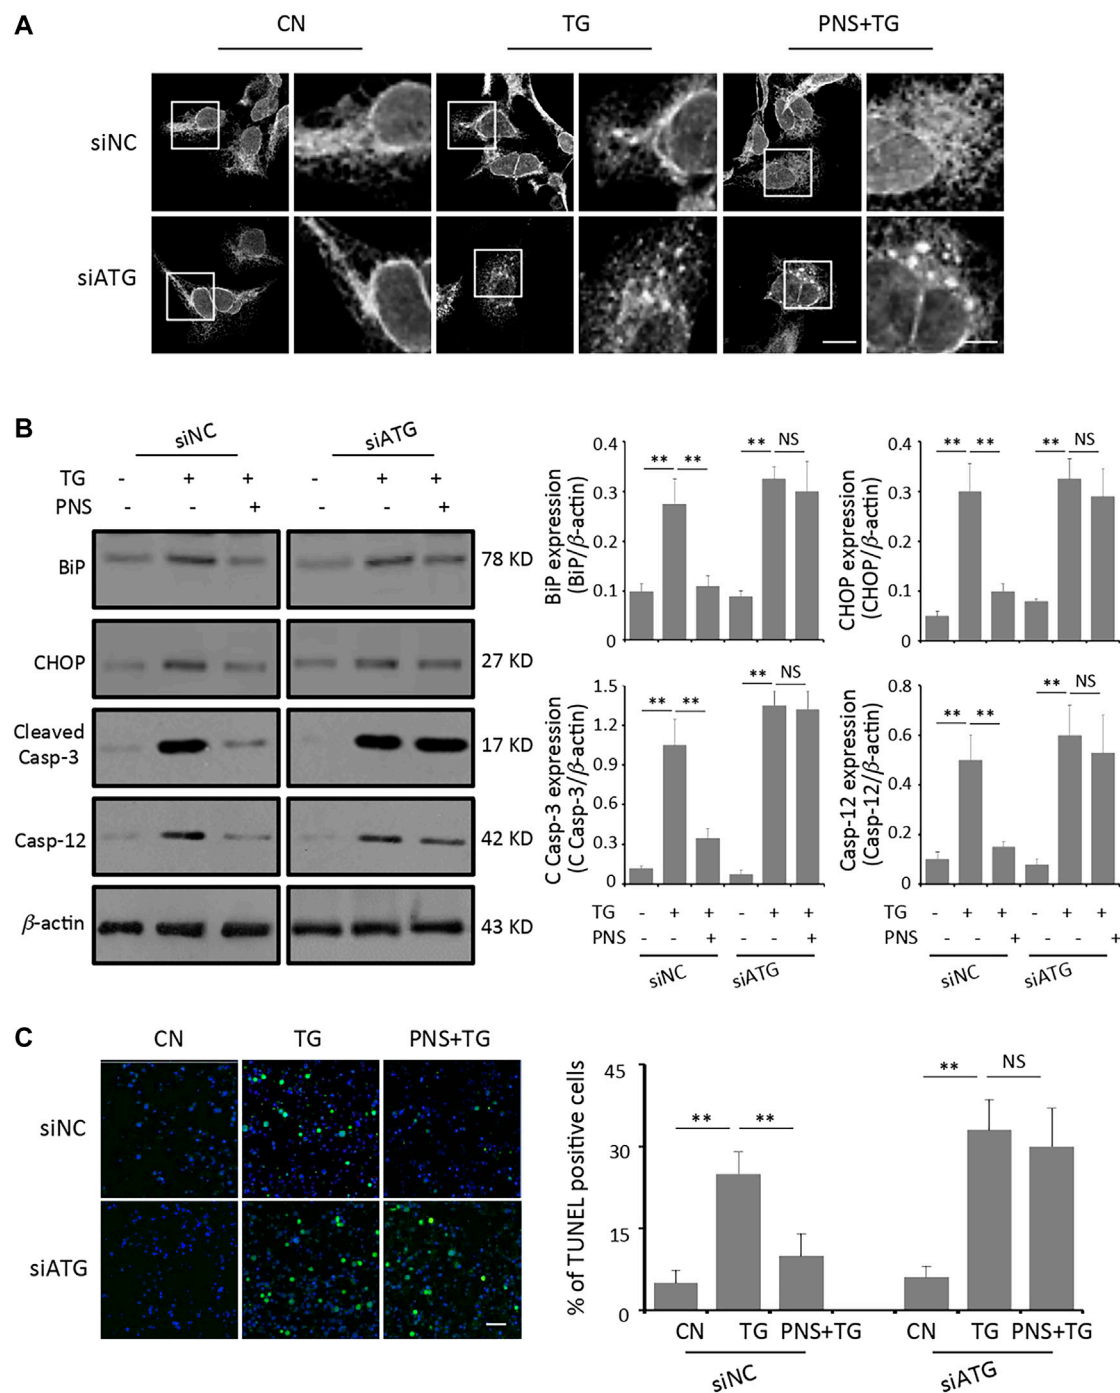 A
CN TG PNS+TG
siNC
siATG
B
siNC siATG
TG - + + - + +
PNS - - + - - +
BiP 78 KD
CHOP 27 KD
Cleaved
Casp-3 17 KD
Casp-12 42 KD
β-actin 43 KD
BiP expression
(BiP/β-actin)
0.4
0.3
0.2
0.1
0
** ** ** NS
CHOP expression
(CHOP/β-actin)
0.4
0.3
0.2
0.1
0
** ** ** NS
C Casp-3 expression
(C Casp-3/β-actin)
1.5
1.2
0.9
0.6
0.3
0
** ** ** NS
TG - + + - + +
PNS - - + - - +
siNC siATG
Casp-12 expression
(Casp-12/β-actin)
0.8
0.6
0.4
0.2
0
** ** ** NS
TG - + + - + +
PNS - - + - - +
siNC siATG
C
CN TG PNS+TG
siNC
siATG
% of TUNEL positive cells
45
30
15
0
** ** ** NS
CN TG PNS+TG CN TG PNS+TG
siNC siATG